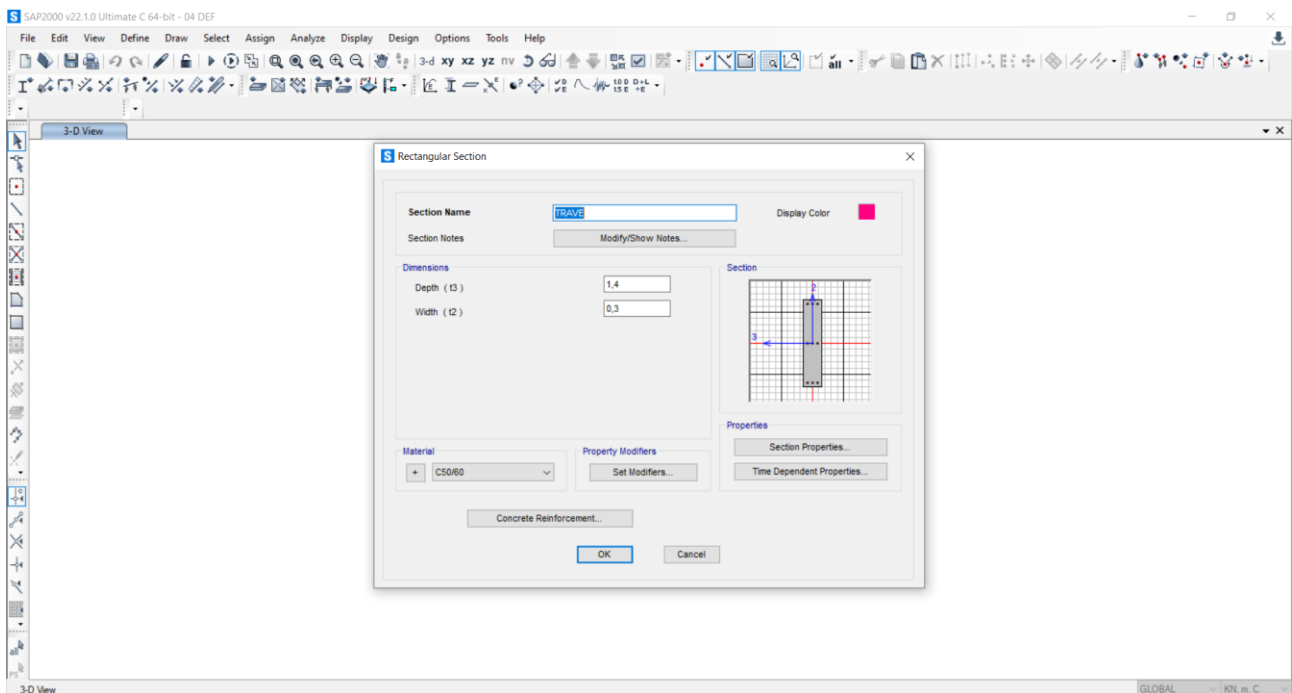 SAP2000 v22.1.0 Ultimate C 64-bit - 04 DEF
File Edit View Define Draw Select Assign Analyze Display Design Options Tools Help
3-d xy xz yz nv
3-D View
Rectangular Section
Section Name TRAVE Display Color
Section Notes Modify/Show Notes...
Dimensions
Depth ( t3 ) 1,4
Width ( t2 ) 0,3
Section
2
3
Properties
Section Properties...
Time Dependent Properties...
Material
+ C50/60
Property Modifiers
Set Modifiers...
Concrete Reinforcement...
OK Cancel
all
PS
3-D View GLOBAL KN, m, C